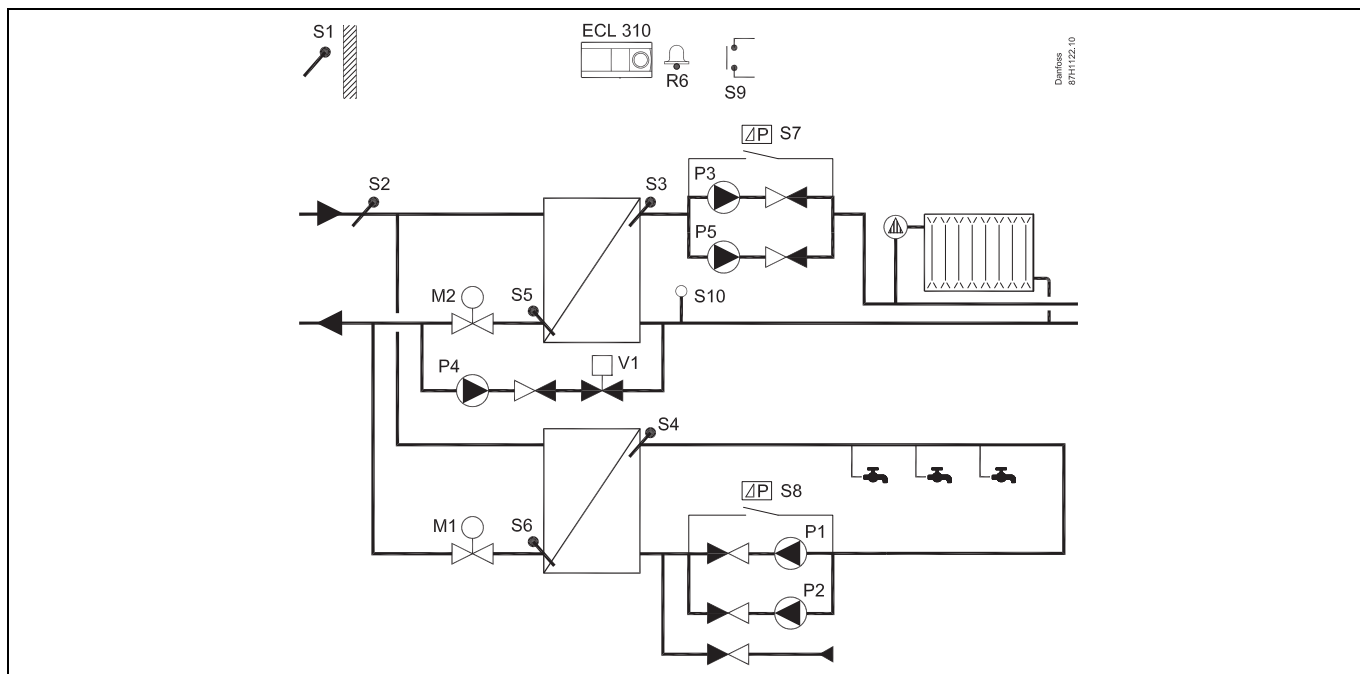 S1
ECL 310
R6
S9
Danfoss
87H1122.10
⊿P S7
S2
S3
P3
P5
M2
S5
S10
P4
V1
S4
⊿P S8
M1
S6
P1
P2